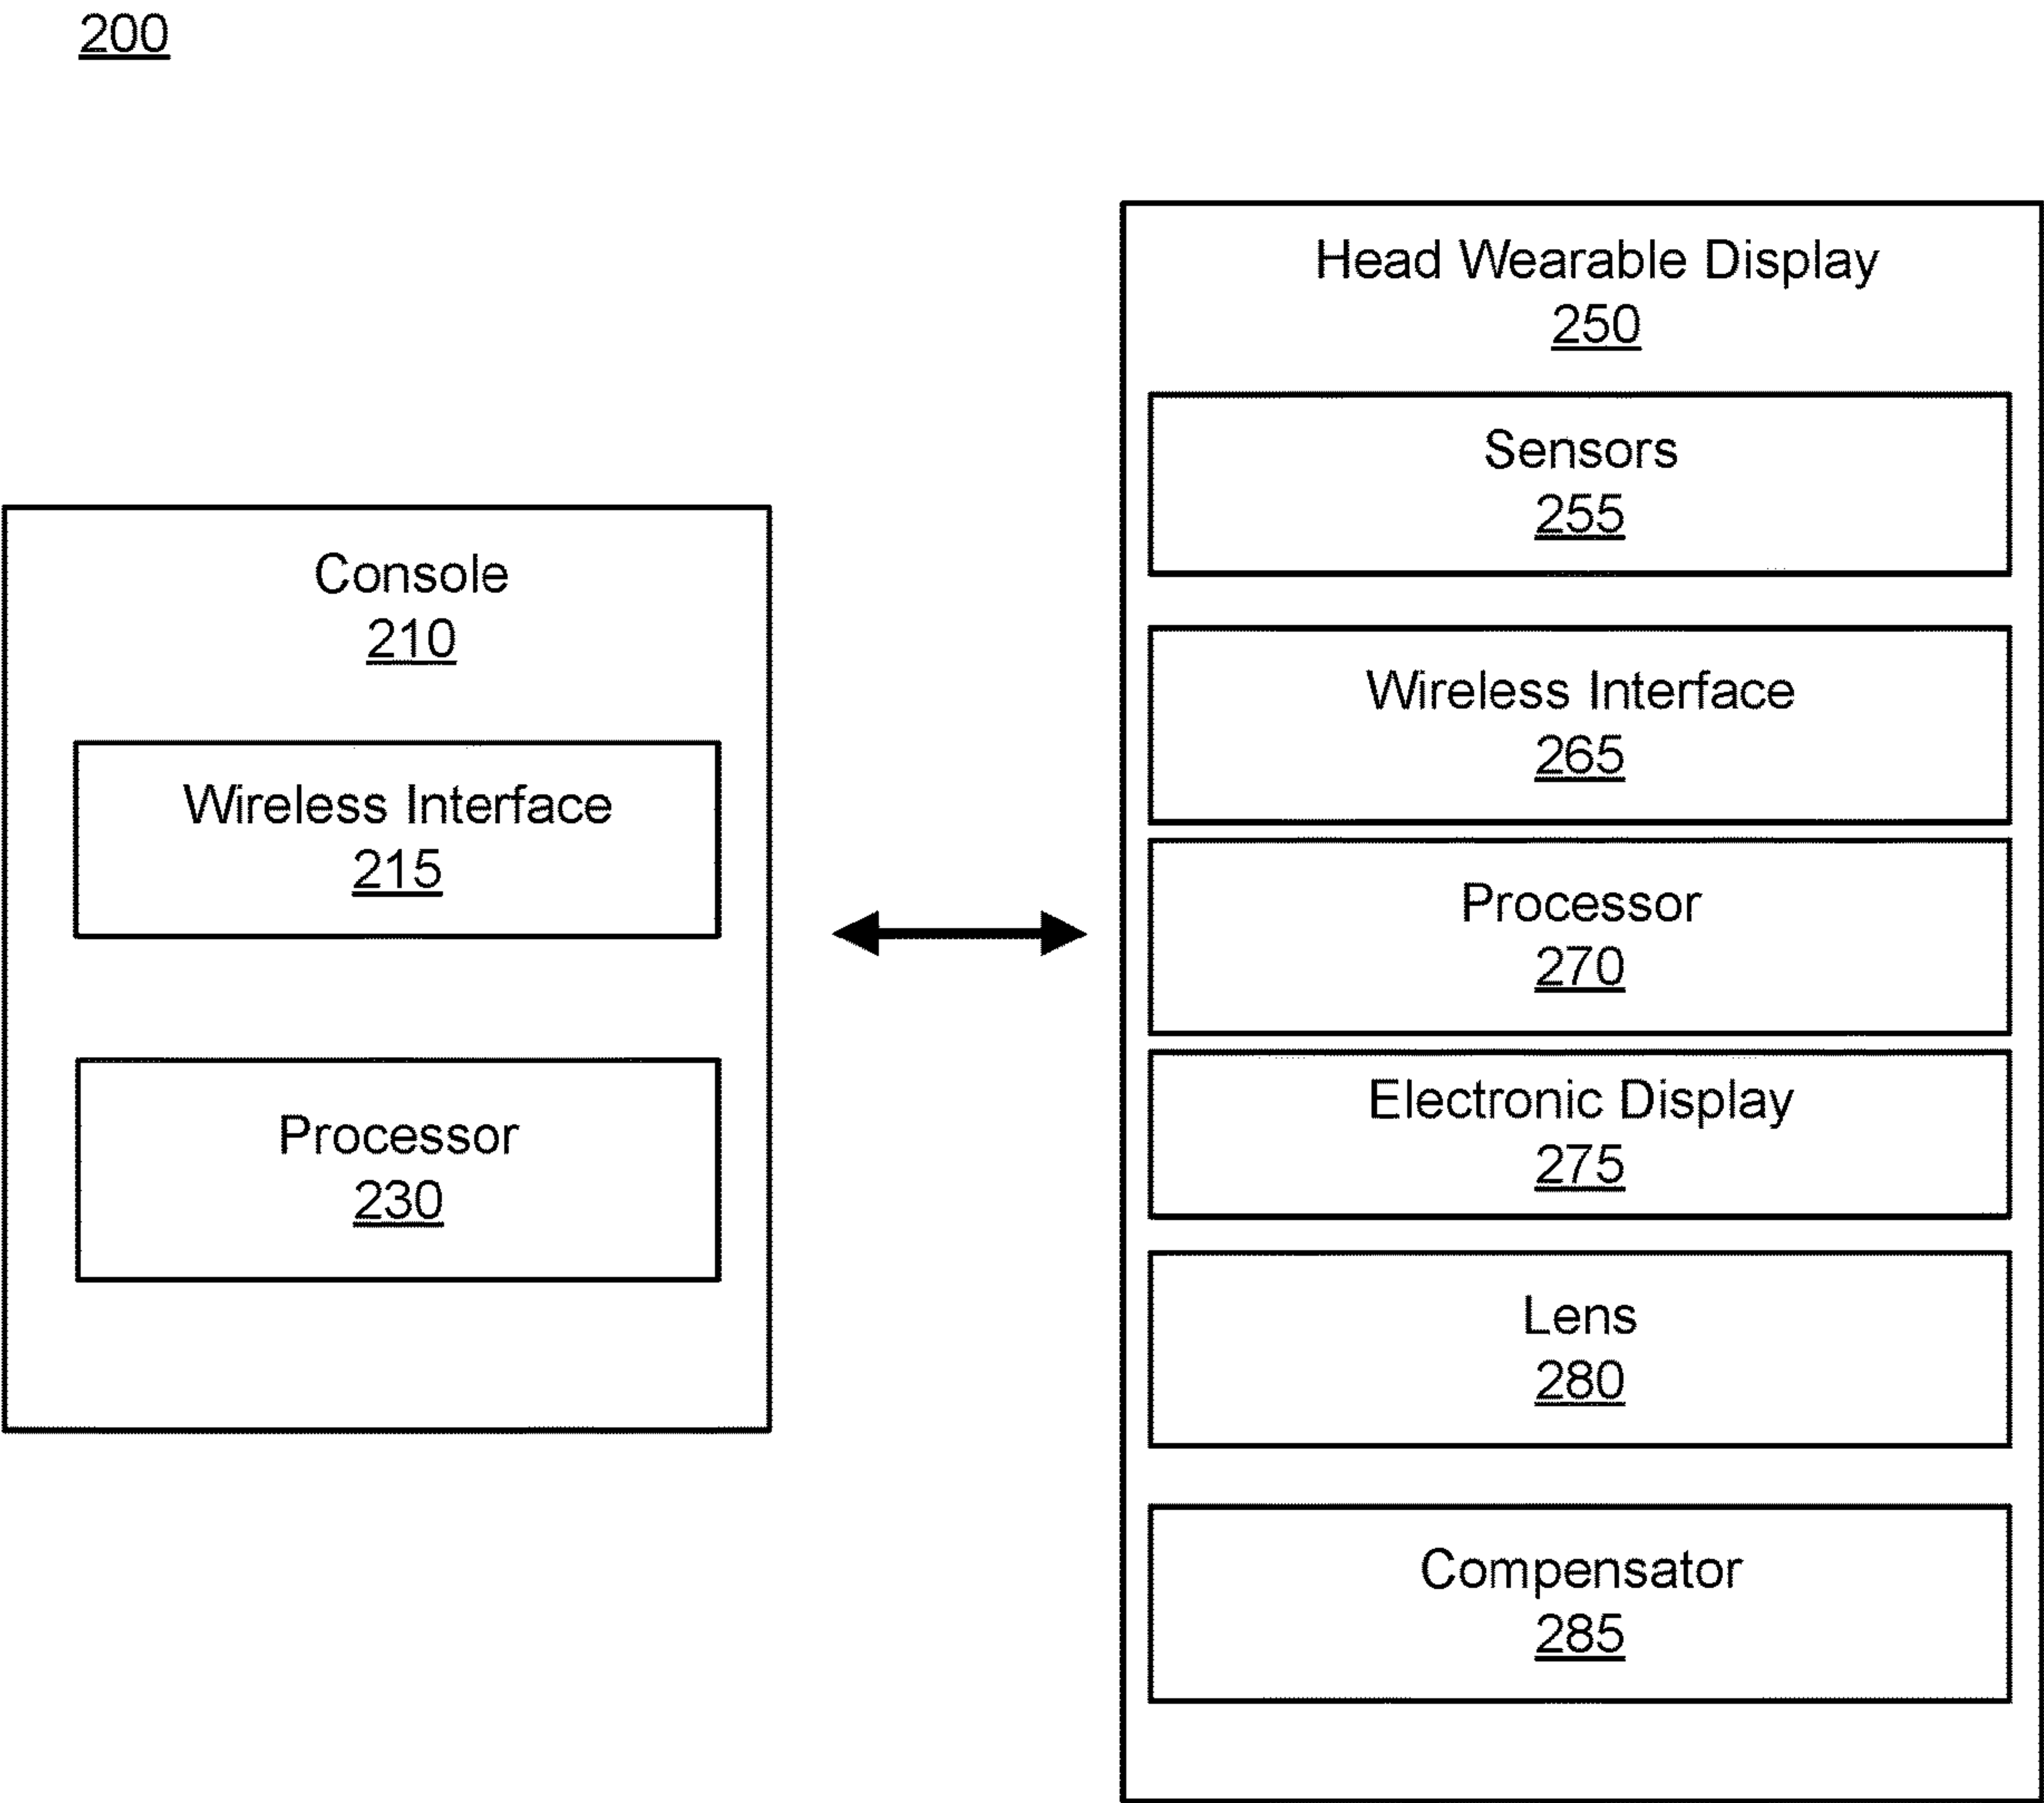 200
Console
210
Wireless Interface
215
Processor
230
Head Wearable Display
250
Sensors
255
Wireless Interface
265
Processor
270
Electronic Display
275
Lens
280
Compensator
285